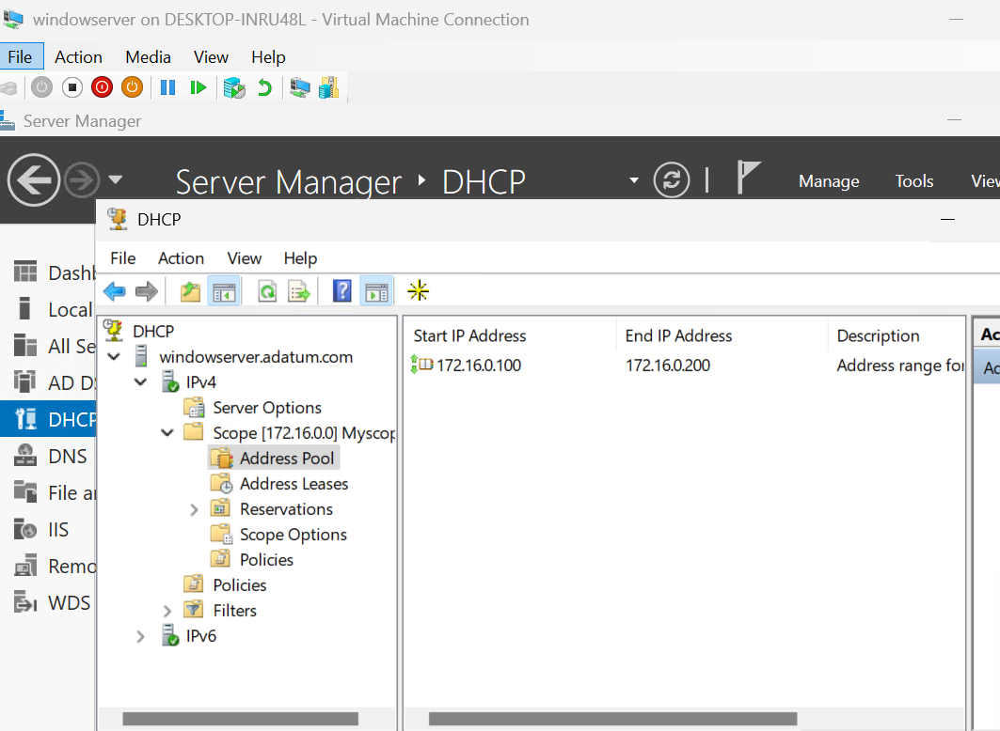 windowserver on DESKTOP-INRU48L - Virtual Machine Connection
File Action Media View Help
Server Manager
Server Manager DHCP
Manage Tools View
DHCP
File Action View Help
Dashb
Local
All Se
AD DS
DHCP
DNS
File an
IIS
Remo
WDS
DHCP
windowserver.adatum.com
IPv4
Server Options
Scope [172.16.0.0] Myscop
Address Pool
Address Leases
Reservations
Scope Options
Policies
Policies
Filters
IPv6
Start IP Address End IP Address Description
172.16.0.100 172.16.0.200 Address range for
Ac
Ac